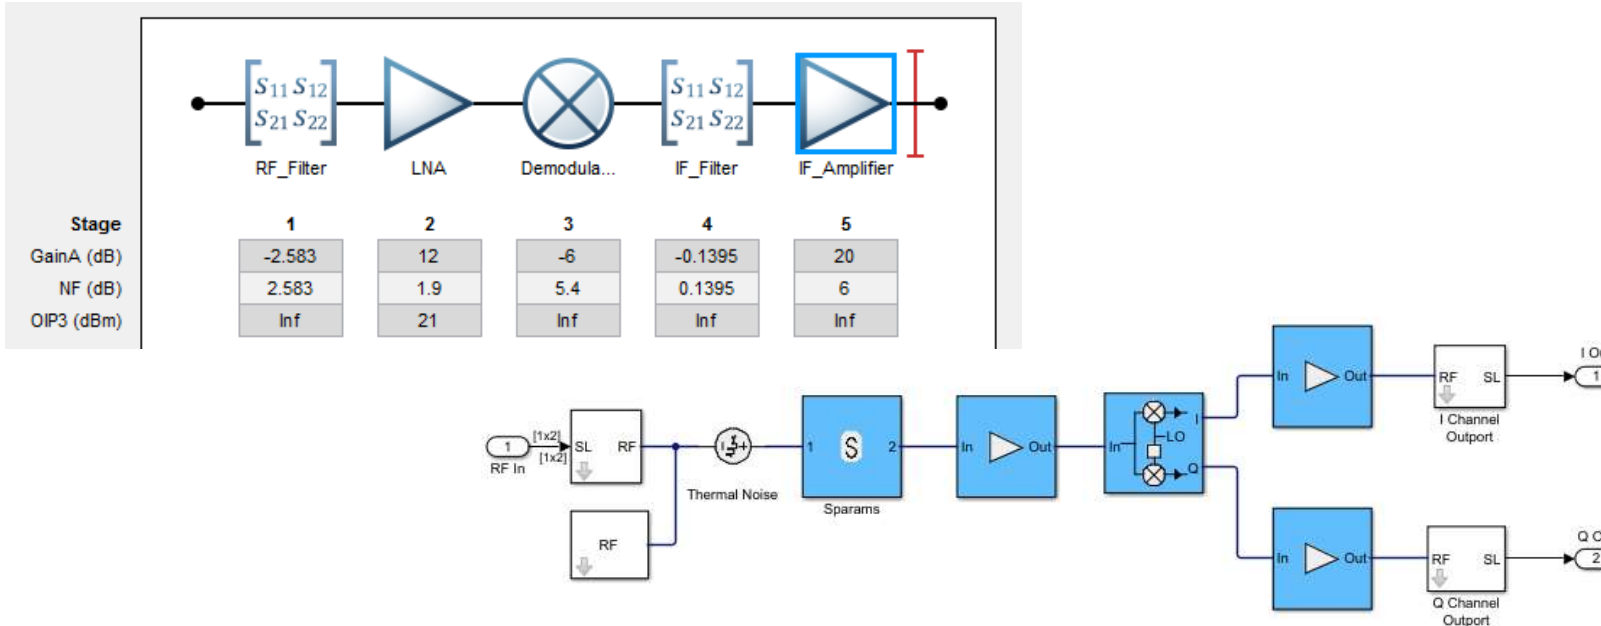 S11 S12
S21 S22
S11 S12
S21 S22
RF_Filter LNA Demodula... IF_Filter IF_Amplifier
Stage 1 2 3 4 5
GainA (dB) -2.583 12 -6 -0.1395 20
NF (dB) 2.583 1.9 5.4 0.1395 6
OIP3 (dBm) Inf 21 Inf Inf Inf
1
RF In
[1x2]
[1x2]
SL RF
RF
Thermal Noise
1 S 2
Sparams
In Out
In LO I Q
In Out
RF SL
I Channel
Outport
I
1
In Out
RF SL
Q Channel
Outport
Q
2